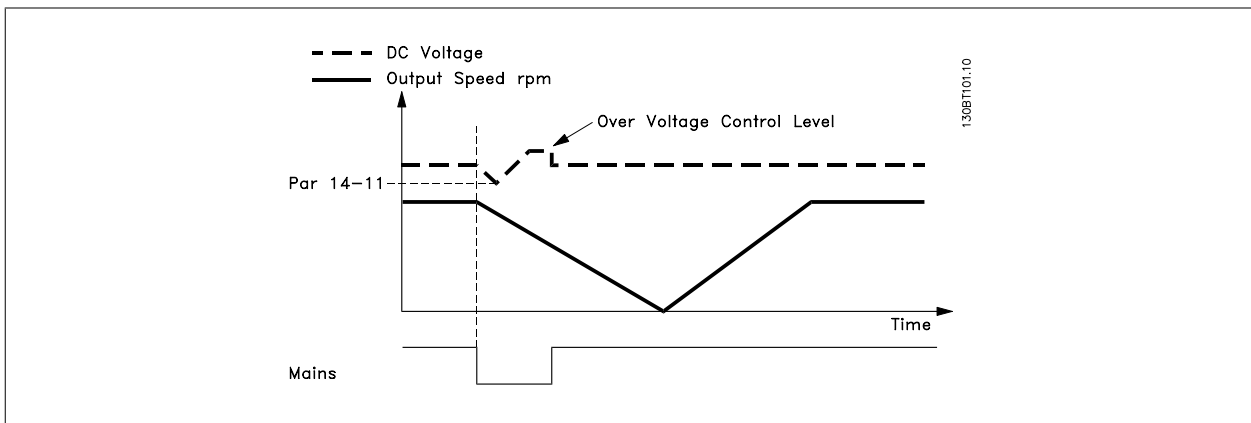 DC Voltage
Output Speed rpm
Over Voltage Control Level
130BT101.10
Par 14-11
Time
Mains